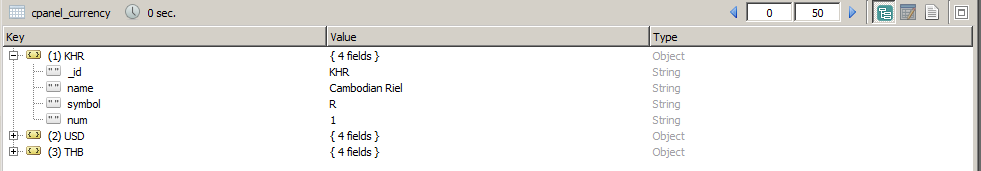 cpanel_currency 0 sec. 0 50
Key Value Type
(1) KHR { 4 fields } Object
" " _id KHR String
" " name Cambodian Riel String
" " symbol R String
" " num 1 String
(2) USD { 4 fields } Object
(3) THB { 4 fields } Object